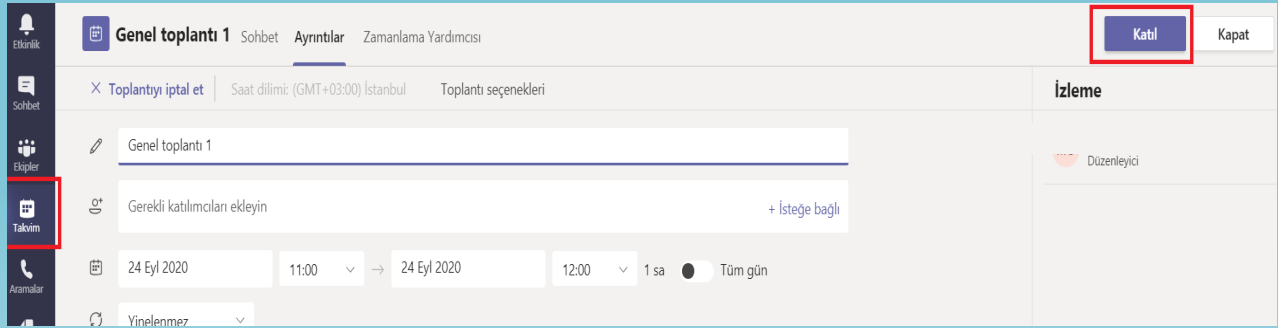 Etkinlik
Sohbet
Ekipler
Takvim
Aramalar
Genel toplantı 1 Sohbet Ayrıntılar Zamanlama Yardımcısı
Katıl Kapat
Toplantıyı iptal et Saat dilimi: (GMT+03:00) İstanbul Toplantı seçenekleri
İzleme
Genel toplantı 1
Düzenleyici
Gerekli katılımcıları ekleyin + İsteğe bağlı
24 Eyl 2020 11:00 → 24 Eyl 2020 12:00 1 sa Tüm gün
Yinelenmez